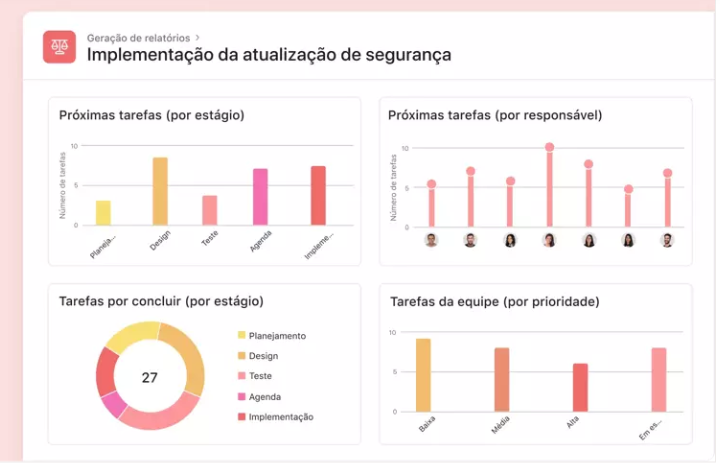 Geração de relatórios >
Implementação da atualização de segurança
Próximas tarefas (por estágio)
Número de tarefas
10
5
0
Planeja...
Design
Teste
Agenda
Impleme...
Próximas tarefas (por responsável)
Número de tarefas
10
5
0
Tarefas por concluir (por estágio)
27
Planejamento
Design
Teste
Agenda
Implementação
Tarefas da equipe (por prioridade)
10
5
0
Baixa
Média
Alta
Em es...